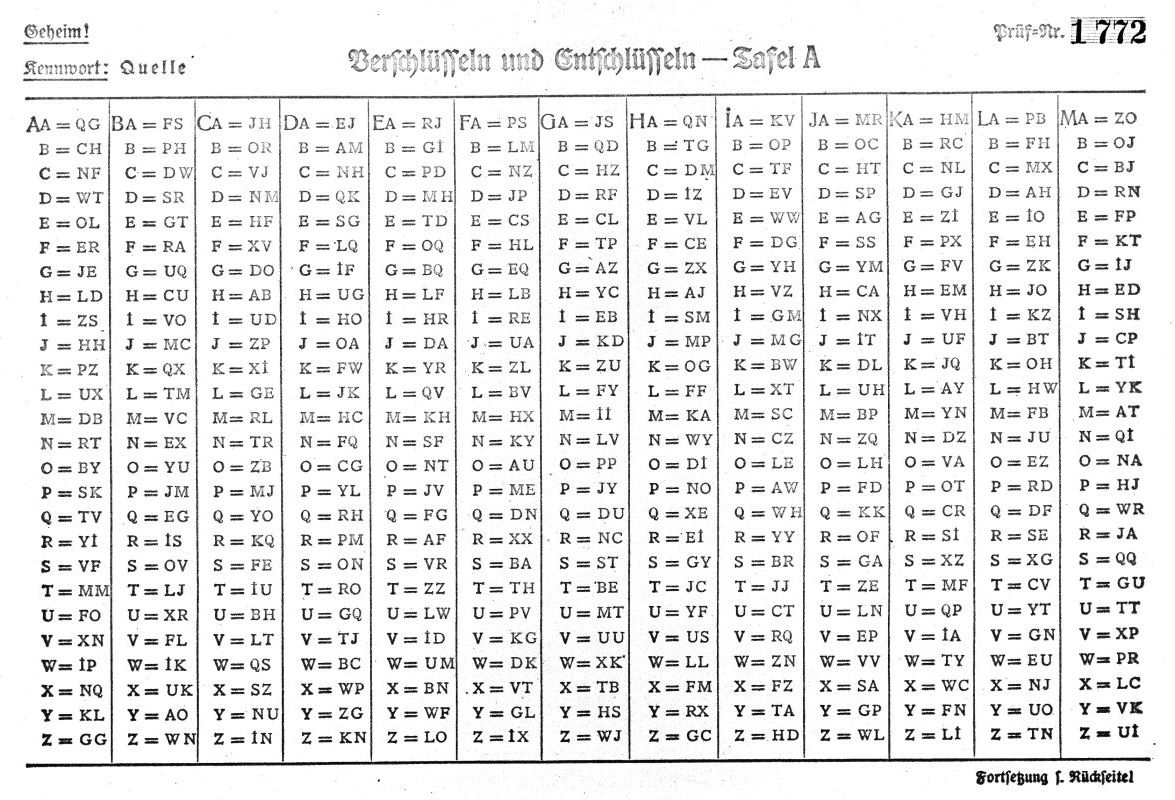 Geheim!
Prüf-Nr. 1772
Kennwort: Quelle
Verschlüsseln und Entschlüsseln — Tafel A
AA = QG BA = FS CA = JH DA = EJ EA = RJ FA = PS GA = JS HA = QN İA = KV JA = MR KA = HM LA = PB MA = ZO
B = CH B = PH B = OR B = AM B = Gİ B = LM B = QD B = TG B = OP B = OC B = RC B = FH B = OJ
C = NF C = DW C = VJ C = NH C = PD C = NZ C = HZ C = DM C = TF C = HT C = NL C = MX C = BJ
D = WT D = SR D = NM D = QK D = MH D = JP D = RF D = İZ D = EV D = SP D = GJ D = AH D = RN
E = OL E = GT E = HF E = SG E = TD E = CS E = CL E = VL E = WW E = AG E = Zİ E = İO E = FP
F = ER F = RA F = XV F = LQ F = OQ F = HL F = TP F = CE F = DG F = SS F = PX F = EH F = KT
G = JE G = UQ G = DO G = İF G = BQ G = EQ G = AZ G = ZX G = YH G = YM G = FV G = ZK G = İJ
H = LD H = CU H = AB H = UG H = LF H = LB H = YC H = AJ H = VZ H = CA H = EM H = JO H = ED
İ = ZS İ = VO İ = UD İ = HO İ = HR İ = RE İ = EB İ = SM İ = GM İ = NX İ = VH İ = KZ İ = SH
J = HH J = MC J = ZP J = OA J = DA J = UA J = KD J = MP J = MG J = İT J = UF J = BT J = CP
K = PZ K = QX K = Xİ K = FW K = YR K = ZL K = ZU K = OG K = BW K = DL K = JQ K = OH K = Tİ
L = UX L = TM L = GE L = JK L = QV L = BV L = FY L = FF L = XT L = UH L = AY L = HW L = YK
M = DB M = VC M = RL M = HC M = KH M = HX M = İİ M = KA M = SC M = BP M = YN M = FB M = AT
N = RT N = EX N = TR N = FQ N = SF N = KY N = LV N = WY N = CZ N = ZQ N = DZ N = JU N = Qİ
O = BY O = YU O = ZB O = CG O = NT O = AU O = PP O = Dİ O = LE O = LH O = VA O = EZ O = NA
P = SK P = JM P = MJ P = YL P = JV P = ME P = JY P = NO P = AW P = FD P = OT P = RD P = HJ
Q = TV Q = EG Q = YO Q = RH Q = FG Q = DN Q = DU Q = XE Q = WH Q = KK Q = CR Q = DF Q = WR
R = Yİ R = İS R = KQ R = PM R = AF R = XX R = NC R = Eİ R = YY R = OF R = Sİ R = SE R = JA
S = VF S = OV S = FE S = ON S = VR S = BA S = ST S = GY S = BR S = GA S = XZ S = XG S = QQ
T = MM T = LJ T = İU T = RO T = ZZ T = TH T = BE T = JC T = JJ T = ZE T = MF T = CV T = GU
U = FO U = XR U = BH U = GQ U = LW U = PV U = MT U = YF U = CT U = LN U = QP U = YT U = TT
V = XN V = FL V = LT V = TJ V = İD V = KG V = UU V = US V = RQ V = EP V = İA V = GN V = XP
W = İP W = İK W = QS W = BC W = UM W = DK W = XK W = LL W = ZN W = VV W = TY W = EU W = PR
X = NQ X = UK X = SZ X = WP X = BN X = VT X = TB X = FM X = FZ X = SA X = WC X = NJ X = LC
Y = KL Y = AO Y = NU Y = ZG Y = WF Y = GL Y = HS Y = RX Y = TA Y = GP Y = FN Y = UO Y = VK
Z = GG Z = WN Z = İN Z = KN Z = LO Z = İX Z = WJ Z = GC Z = HD Z = WL Z = Lİ Z = TN Z = Uİ
Fortsetzung s. Rückseite!